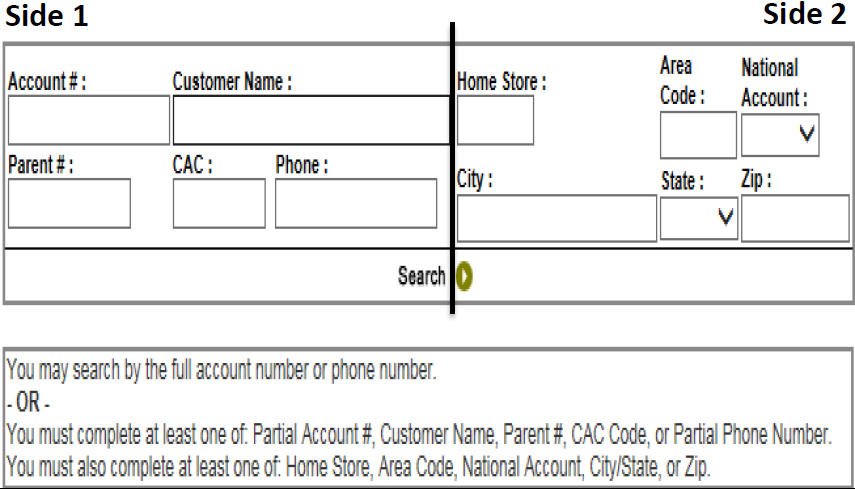 Side 1
Side 2
Account # :
Customer Name :
Home Store :
Area Code :
National Account :
Parent # :
CAC :
Phone :
City :
State :
Zip :
Search
You may search by the full account number or phone number.
- OR -
You must complete at least one of: Partial Account #, Customer Name, Parent #, CAC Code, or Partial Phone Number.
You must also complete at least one of: Home Store, Area Code, National Account, City/State, or Zip.